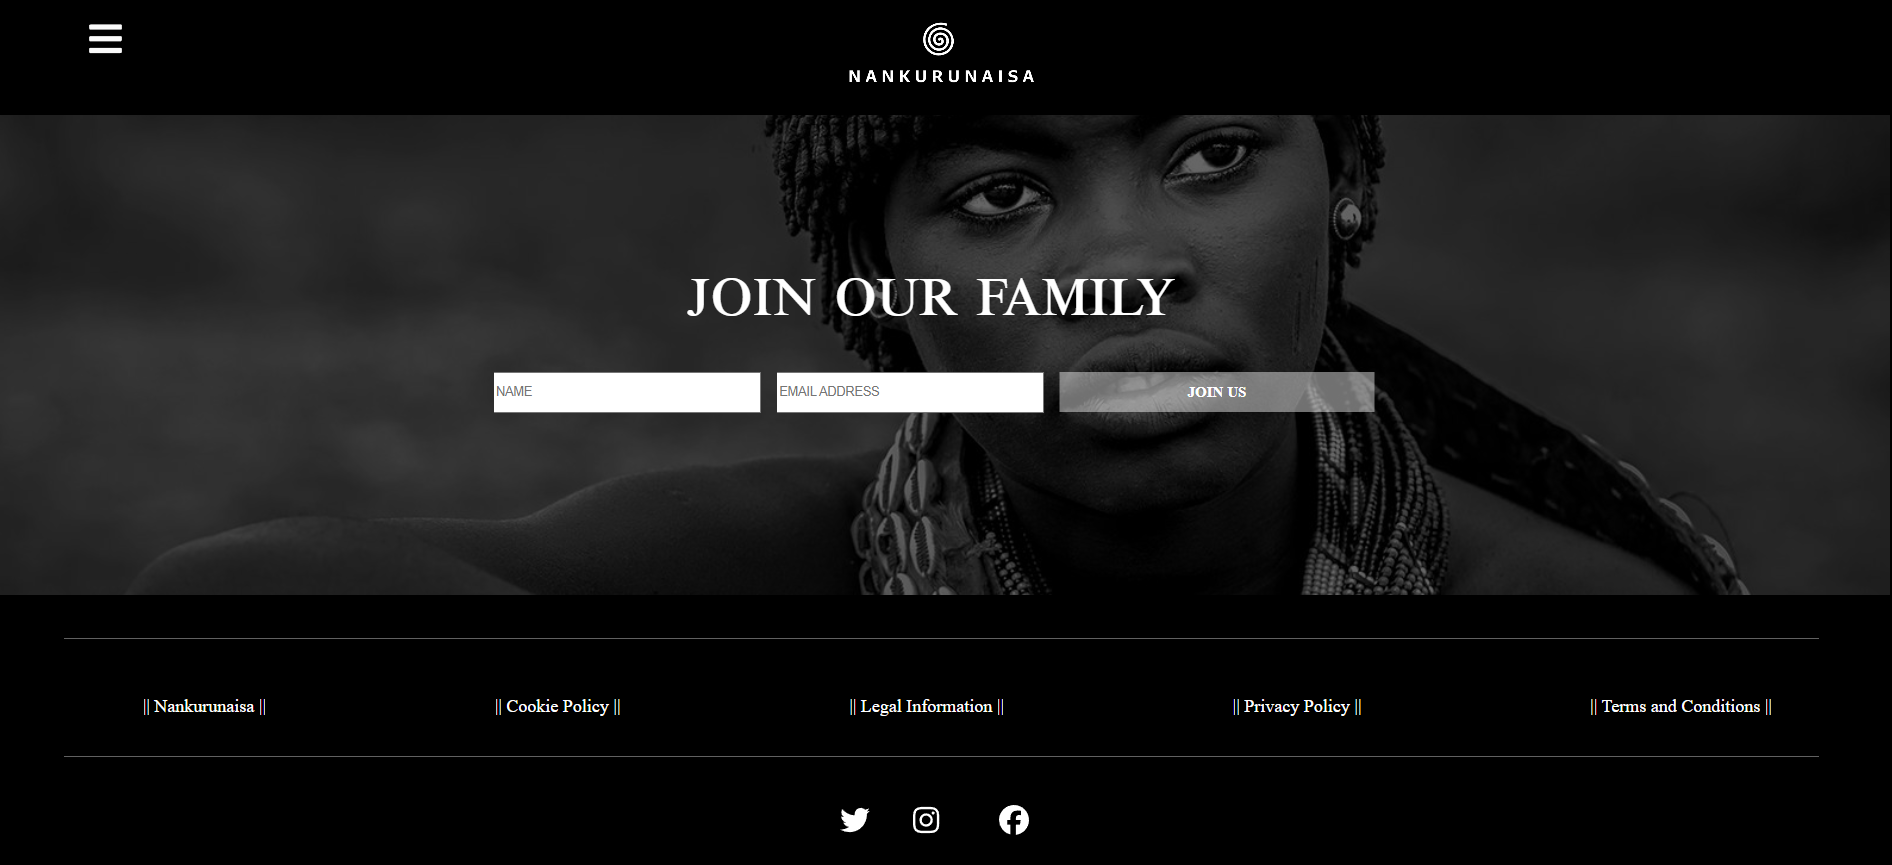 NANKURUNAISA
JOIN OUR FAMILY
NAME
EMAIL ADDRESS
JOIN US
|| Nankurunaisa ||
|| Cookie Policy ||
|| Legal Information ||
|| Privacy Policy ||
|| Terms and Conditions ||